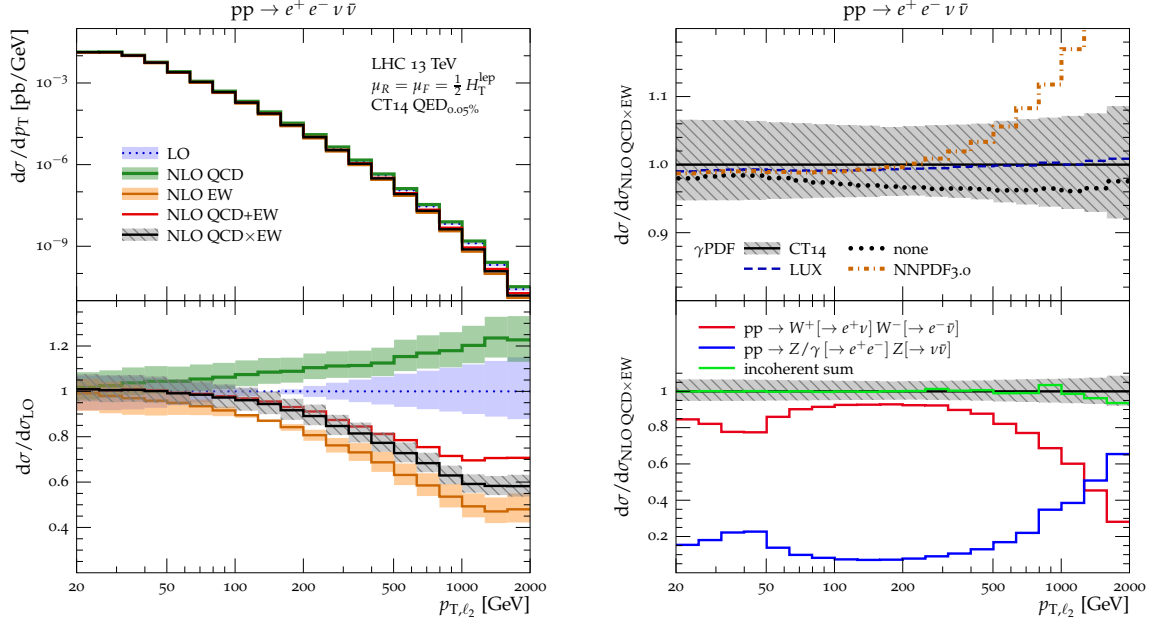 pp → e⁺ e⁻ ν ν̄
dσ/dp_T [pb/GeV]
10⁻³
10⁻⁶
10⁻⁹
LHC 13 TeV
μ_R = μ_F = ½ H_T^lep
CT14 QED_0.05%
LO
NLO QCD
NLO EW
NLO QCD+EW
NLO QCD×EW
dσ/dσ_LO
1.2
1
0.8
0.6
0.4
20 50 100 200 500 1000 2000
p_T,ℓ₂ [GeV]
pp → e⁺ e⁻ ν ν̄
dσ/dσ_NLO QCD×EW
1.1
1.0
0.9
γPDF CT14 none
LUX NNPDF3.0
dσ/dσ_NLO QCD×EW
pp → W⁺[→ e⁺ν] W⁻[→ e⁻ν̄]
pp → Z/γ [→ e⁺e⁻] Z[→ νν̄]
incoherent sum
1
0.8
0.6
0.4
0.2
20 50 100 200 500 1000 2000
p_T,ℓ₂ [GeV]